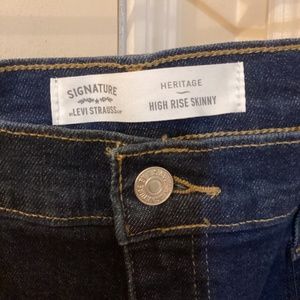 SIGNATURE
BY LEVI STRAUSS & CO
HERITAGE
HIGH RISE SKINNY